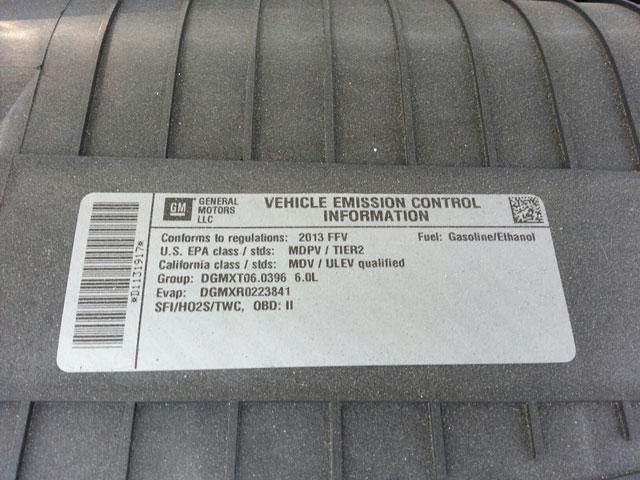 *D1131917*
GM
GENERAL
MOTORS
LLC
VEHICLE EMISSION CONTROL
INFORMATION
Conforms to regulations: 2013 FFV Fuel: Gasoline/Ethanol
U.S. EPA class / stds: MDPV / TIER2
California class / stds: MDV / ULEV qualified
Group: DGMXT06.0396 6.0L
Evap: DGMXR0223841
SFI/HO2S/TWC, OBD: II